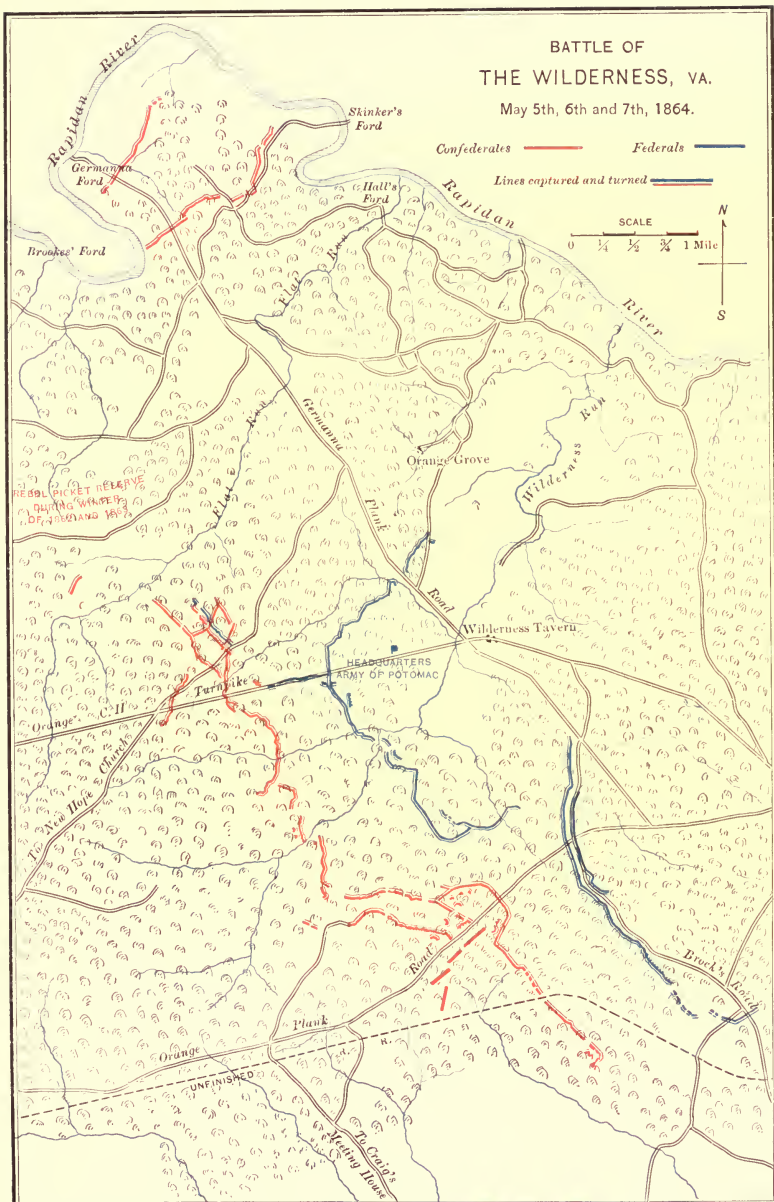 BATTLE OF
THE WILDERNESS, VA.
May 5th, 6th and 7th, 1864.
Confederates
Federals
Lines captured and turned
SCALE
0 ¼ ½ ¾ 1 Mile
N
S
Rapidan River
Skinker's
Ford
Germanna
Ford
Hall's
Ford
Rapidan
River
Brookes' Ford
Flat Run
Germanna
Plank
Road
Orange Grove
Wilderness Run
Flat Run
REBEL PICKET RESERVE
DURING WINTER
OF AND
Wilderness Tavern
HEADQUARTERS
ARMY OF POTOMAC
Orange C. H. Turnpike
To New Hope Church
Brock's Road
Orange Plank Road
UNFINISHED R.
To Craig's
Meeting House